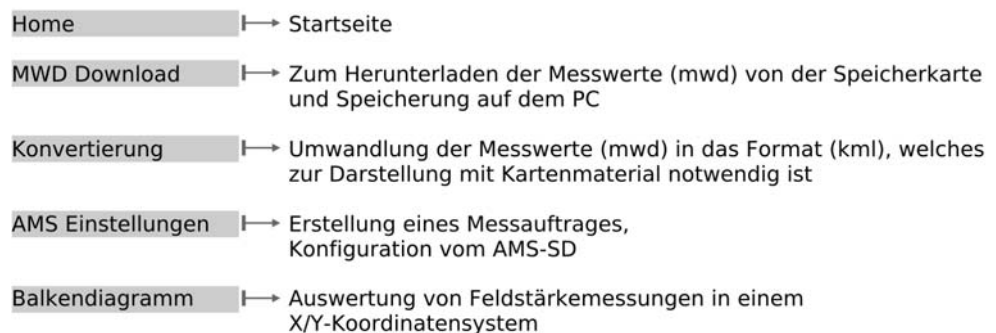 Home Startseite
MWD Download Zum Herunterladen der Messwerte (mwd) von der Speicherkarte
und Speicherung auf dem PC
Konvertierung Umwandlung der Messwerte (mwd) in das Format (kml), welches
zur Darstellung mit Kartenmaterial notwendig ist
AMS Einstellungen Erstellung eines Messauftrages,
Konfiguration vom AMS-SD
Balkendiagramm Auswertung von Feldstärkemessungen in einem
X/Y-Koordinatensystem